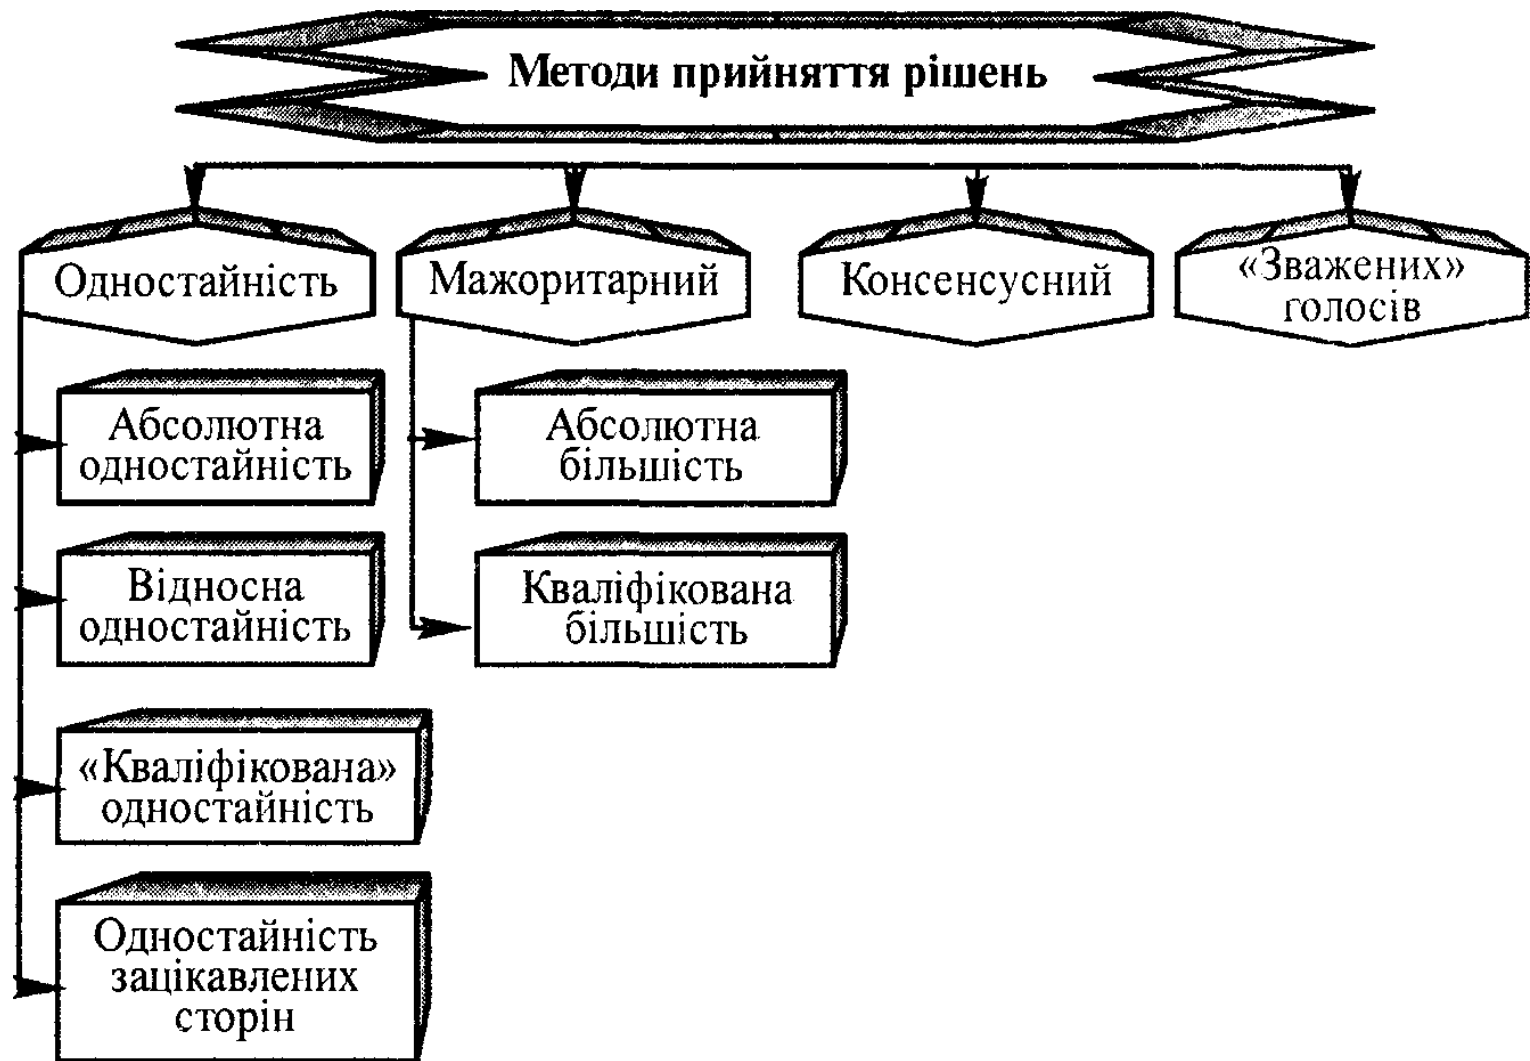 Методи прийняття рішень
Одностайність
Мажоритарний
Консенсусний
«Зважених»
голосів
Абсолютна
одностайність
Відносна
одностайність
«Кваліфікована»
одностайність
Одностайність
зацікавлених
сторін
Абсолютна
більшість
Кваліфікована
більшість